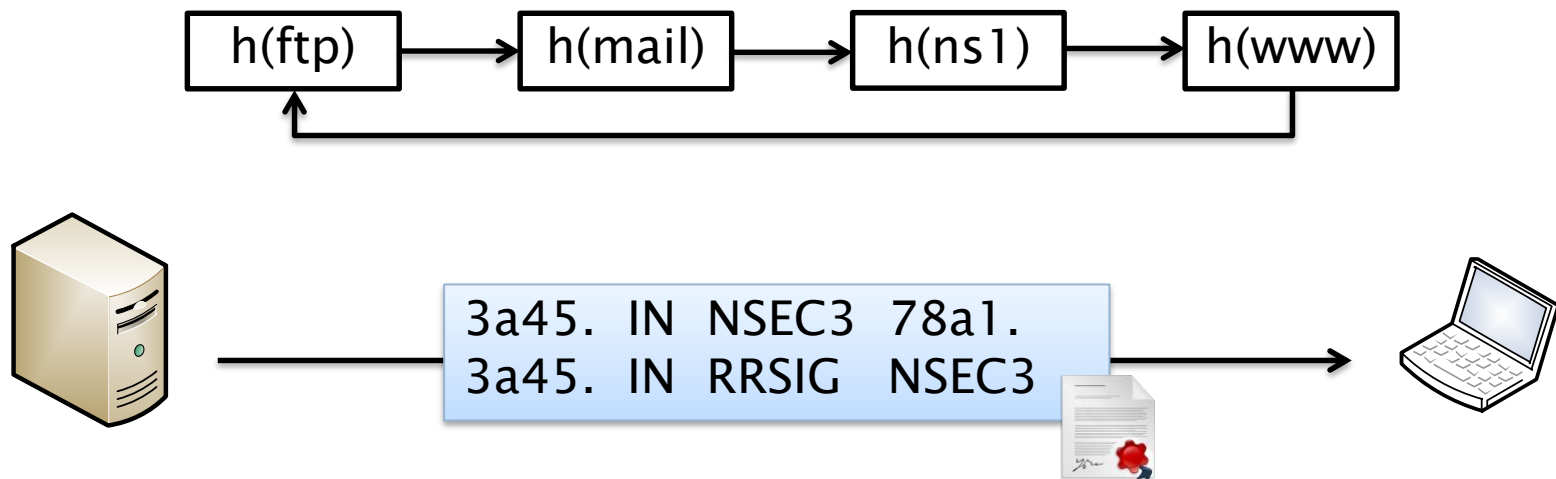 h(ftp) h(mail) h(ns1) h(www)
3a45. IN NSEC3 78a1.
3a45. IN RRSIG NSEC3